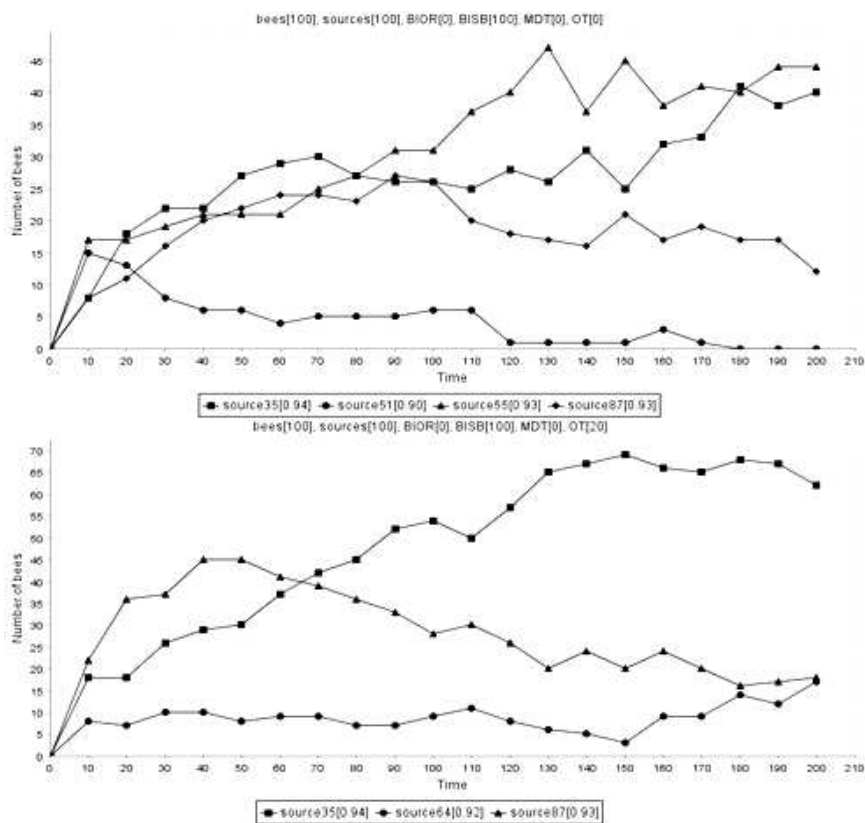 bees[100], sources[100], BIOR[0], BISB[100], MDT[0], OT[0]
Number of bees
45
40
35
30
25
20
15
10
5
0
0 10 20 30 40 50 60 70 80 90 100 110 120 130 140 150 160 170 180 190 200 210
Time
source35[0.94] source51[0.90] source55[0.93] source87[0.93]
bees[100], sources[100], BIOR[0], BISB[100], MDT[0], OT[20]
Number of bees
70
65
60
55
50
45
40
35
30
25
20
15
10
5
0
0 10 20 30 40 50 60 70 80 90 100 110 120 130 140 150 160 170 180 190 200 210
Time
source35[0.94] source64[0.92] source87[0.93]